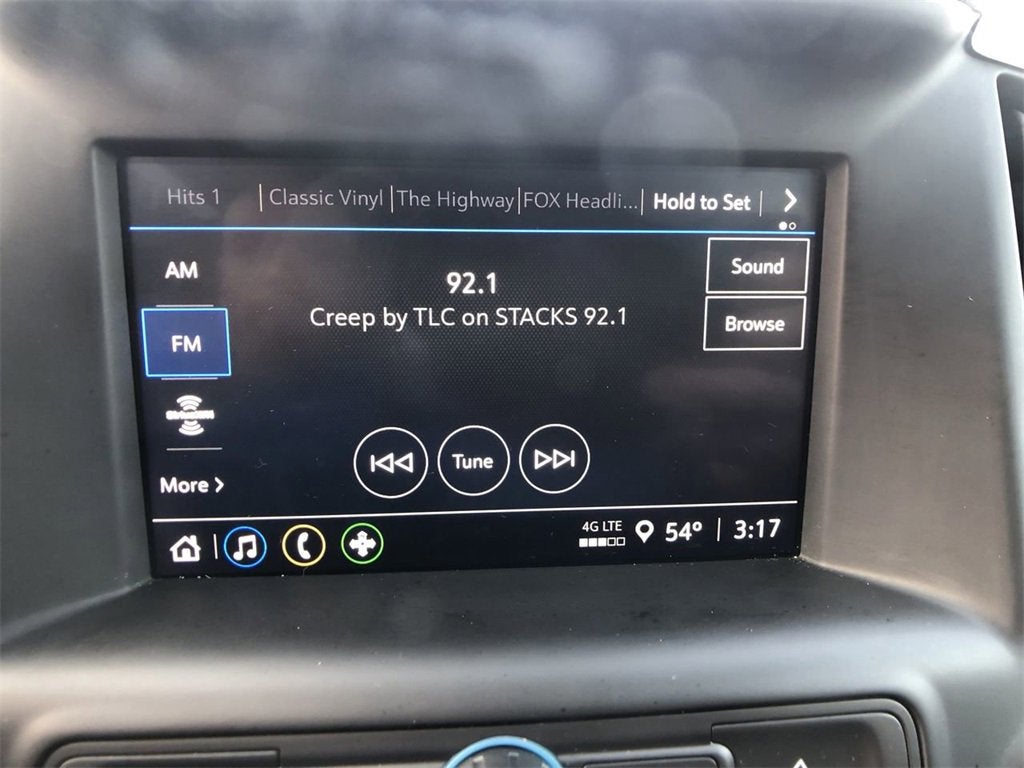 Hits 1 Classic Vinyl The Highway FOX Headli... Hold to Set
AM
92.1
Sound
Creep by TLC on STACKS 92.1
Browse
FM
SiriusXM
Tune
More
4G LTE
54° 3:17